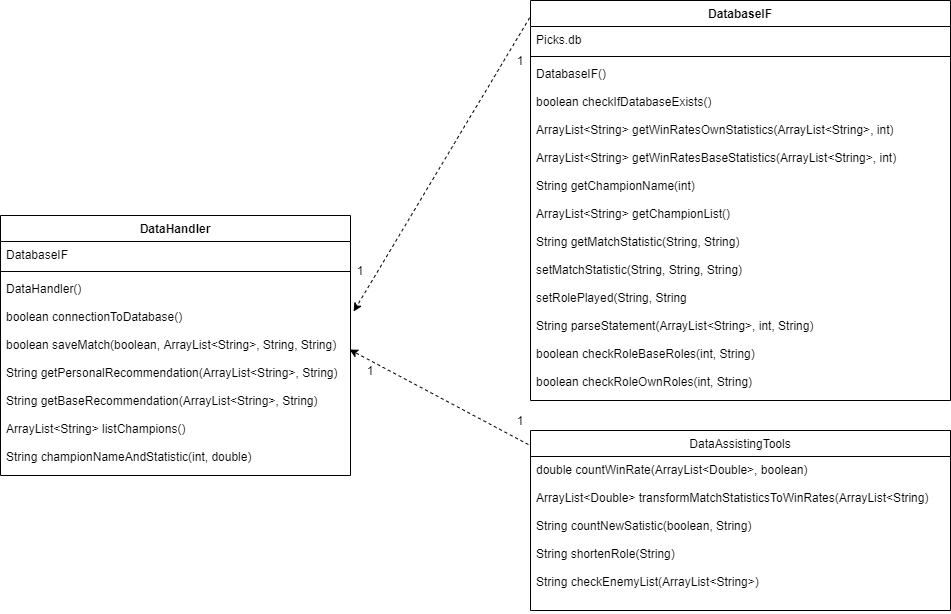 DatabaseIF
Picks.db
1
DatabaseIF()
boolean checkIfDatabaseExists()
ArrayList<String> getWinRatesOwnStatistics(ArrayList<String>, int)
ArrayList<String> getWinRatesBaseStatistics(ArrayList<String>, int)
String getChampionName(int)
ArrayList<String> getChampionList()
String getMatchStatistic(String, String)
setMatchStatistic(String, String, String)
setRolePlayed(String, String
String parseStatement(ArrayList<String>, int, String)
boolean checkRoleBaseRoles(int, String)
boolean checkRoleOwnRoles(int, String)
DataHandler
DatabaseIF
1
DataHandler()
boolean connectionToDatabase()
boolean saveMatch(boolean, ArrayList<String>, String, String)
String getPersonalRecommendation(ArrayList<String>, String)
String getBaseRecommendation(ArrayList<String>, String)
ArrayList<String> listChampions()
String championNameAndStatistic(int, double)
1
1
DataAssistingTools
double countWinRate(ArrayList<Double>, boolean)
ArrayList<Double> transformMatchStatisticsToWinRates(ArrayList<String)
String countNewSatistic(boolean, String)
String shortenRole(String)
String checkEnemyList(ArrayList<String>)